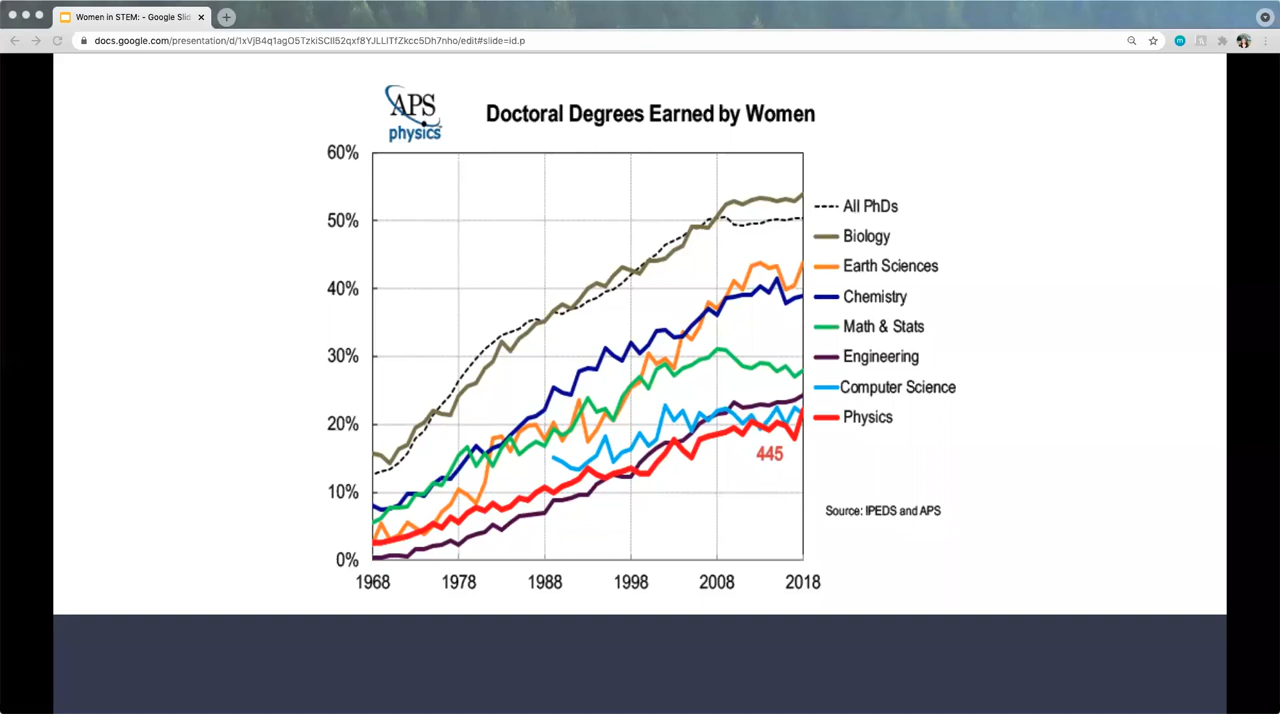 Women in STEM: - Google Slid
docs.google.com/presentation/d/1xVjB4q1agO5TzkiSCIl52qxf8YJLLlTfZkcc5Dh7nho/edit#slide=id.p
APS
physics
Doctoral Degrees Earned by Women
60%
50%
40%
30%
20%
10%
0%
1968 1978 1988 1998 2008 2018
All PhDs
Biology
Earth Sciences
Chemistry
Math & Stats
Engineering
Computer Science
Physics
445
Source: IPEDS and APS